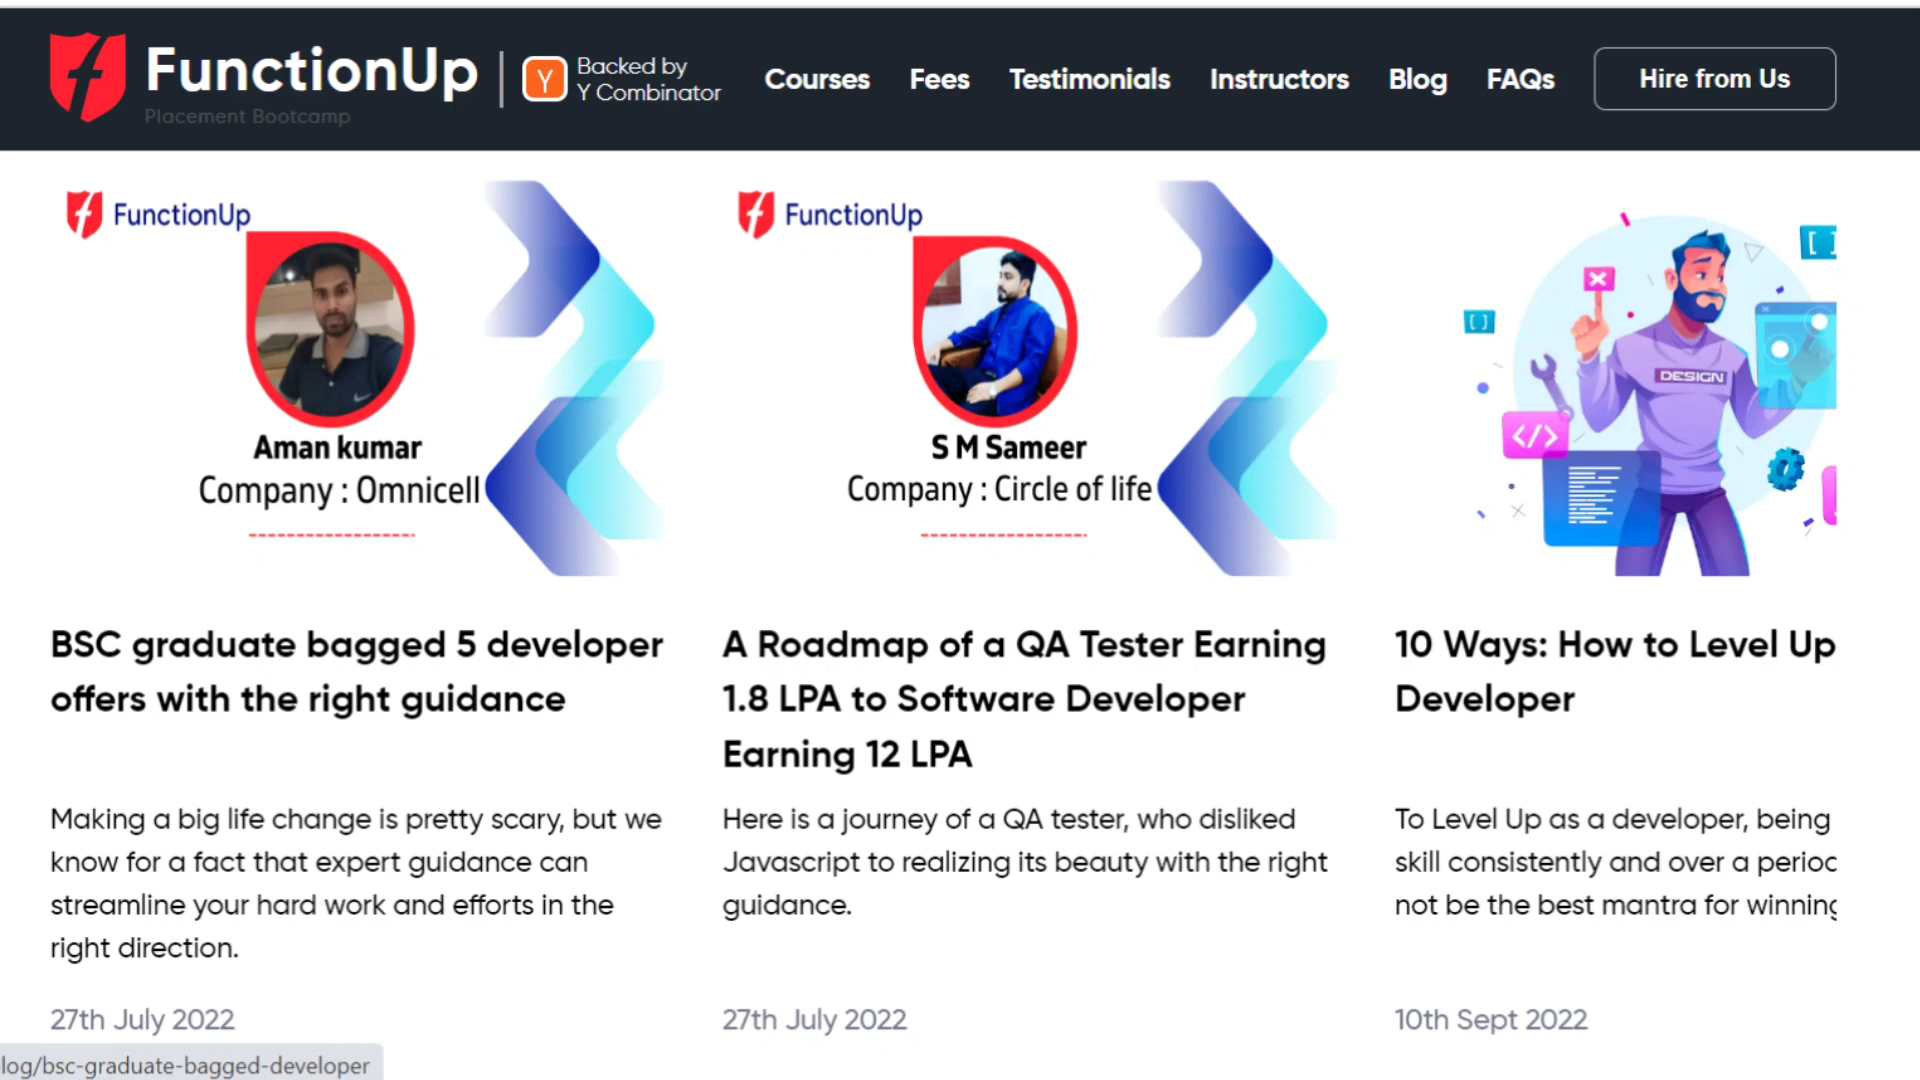 FunctionUp
Placement Bootcamp
Y
Backed by
Y Combinator
Courses
Fees
Testimonials
Instructors
Blog
FAQs
Hire from Us
FunctionUp
Aman kumar
Company : Omnicell
FunctionUp
S M Sameer
Company : Circle of life
DESIGN
BSC graduate bagged 5 developer
offers with the right guidance
Making a big life change is pretty scary, but we
know for a fact that expert guidance can
streamline your hard work and efforts in the
right direction.
27th July 2022
A Roadmap of a QA Tester Earning
1.8 LPA to Software Developer
Earning 12 LPA
Here is a journey of a QA tester, who disliked
Javascript to realizing its beauty with the right
guidance.
27th July 2022
10 Ways: How to Level Up
Developer
To Level Up as a developer, being
skill consistently and over a perio
not be the best mantra for winnin
10th Sept 2022
log/bsc-graduate-bagged-developer